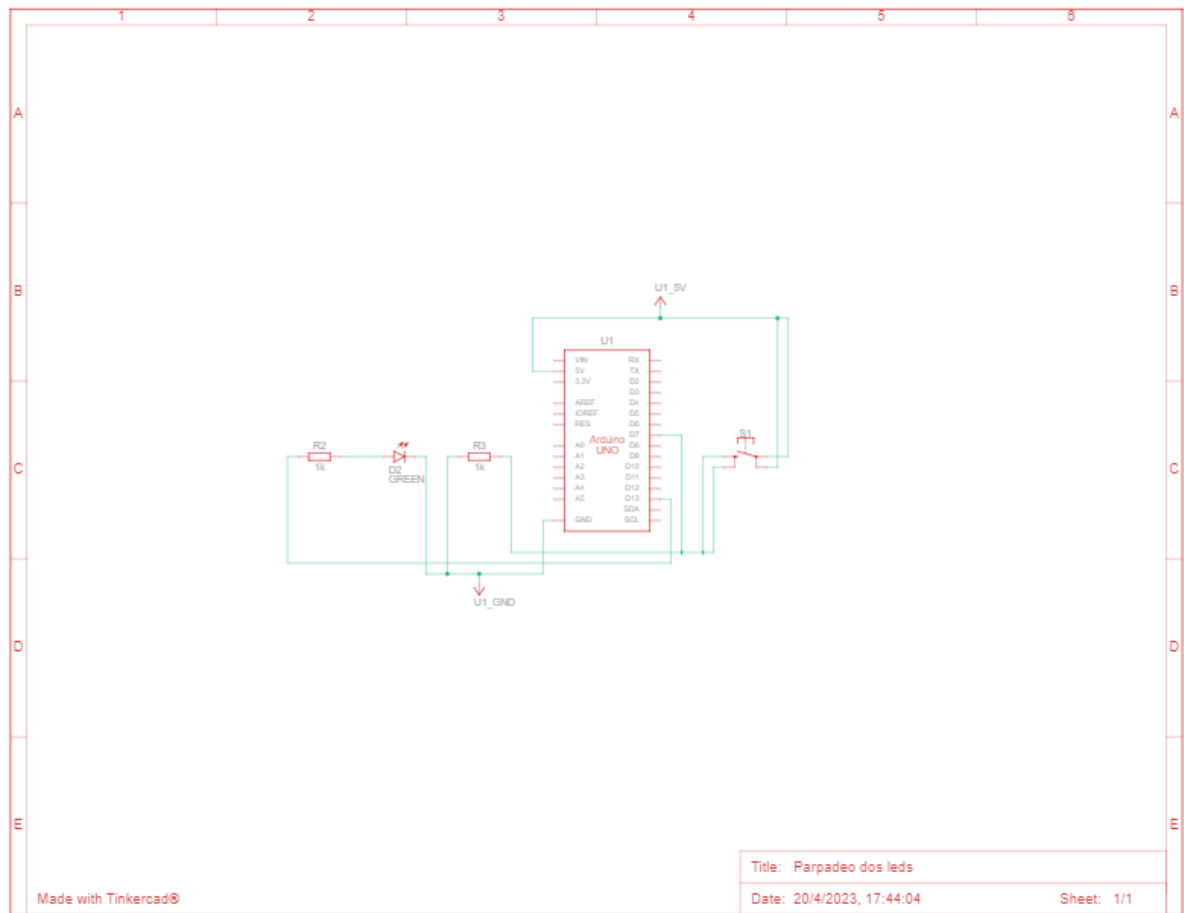 1 2 3 4 5 6
A A
B B
U1_5V
U1
VIN RX
5V TX
3.3V D2
D3
AREF D4
IOREF D5
RES D6
D7
Arduino
UNO
A0 D8
A1 D9
A2 D10
A3 D11
A4 D12
A5 D13
SDA
GND SCL
S1
C C
R2
1k
D2
GREEN
R3
1k
U1_GND
D D
E E
Title: Parpadeo dos leds
Made with Tinkercad®
Date: 20/4/2023, 17:44:04 Sheet: 1/1